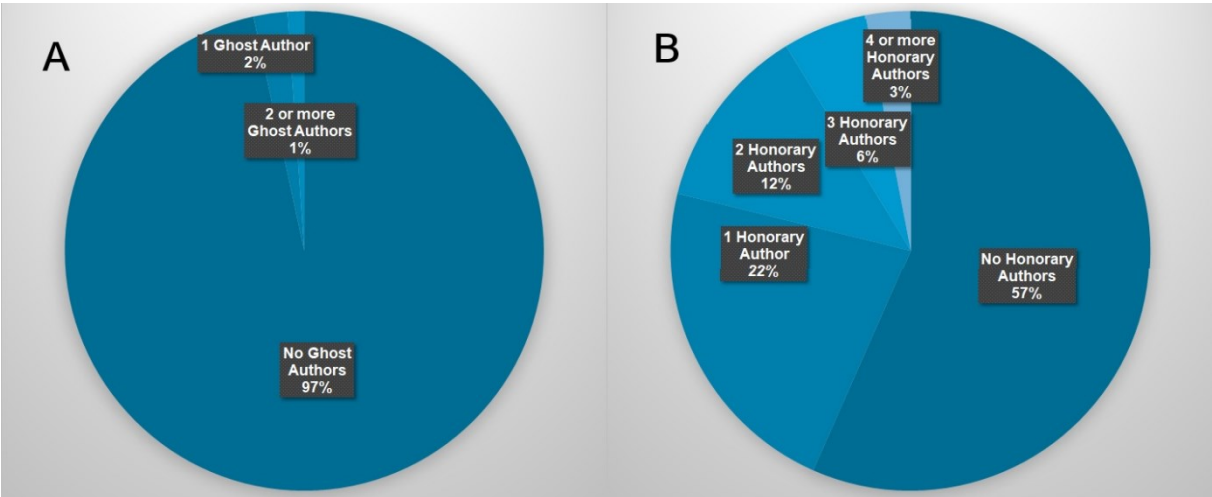 A
1 Ghost Author
2%
2 or more
Ghost Authors
1%
No Ghost
Authors
97%
B
4 or more
Honorary
Authors
3%
3 Honorary
Authors
6%
2 Honorary
Authors
12%
1 Honorary
Author
22%
No Honorary
Authors
57%